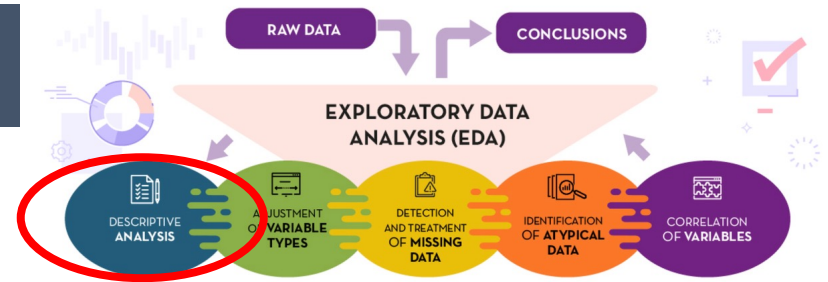 RAW DATA
CONCLUSIONS
EXPLORATORY DATA
ANALYSIS (EDA)
DESCRIPTIVE
ANALYSIS
ADJUSTMENT
OF VARIABLE
TYPES
DETECTION
AND TREATMENT
OF MISSING
DATA
IDENTIFICATION
OF ATYPICAL
DATA
CORRELATION
OF VARIABLES